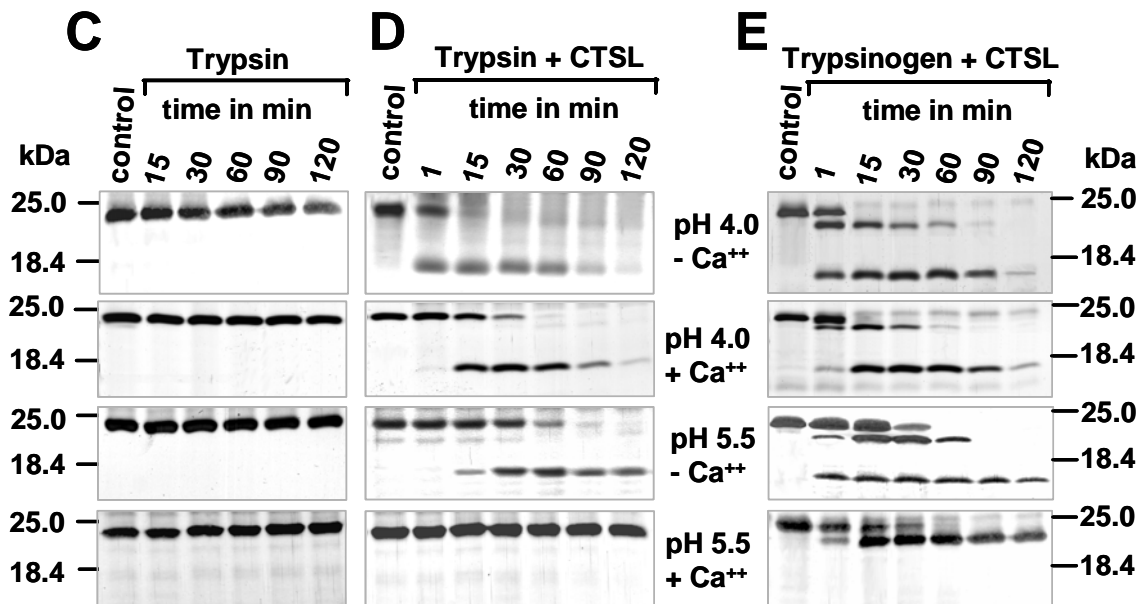 C
D
E
Trypsin
Trypsin + CTSL
Trypsinogen + CTSL
time in min
time in min
time in min
kDa
control
15
30
60
90
120
control
1
15
30
60
90
120
control
1
15
30
60
90
120
kDa
25.0
18.4
pH 4.0
- Ca++
25.0
18.4
25.0
18.4
pH 4.0
+ Ca++
25.0
18.4
25.0
18.4
pH 5.5
- Ca++
25.0
18.4
25.0
18.4
pH 5.5
+ Ca++
25.0
18.4